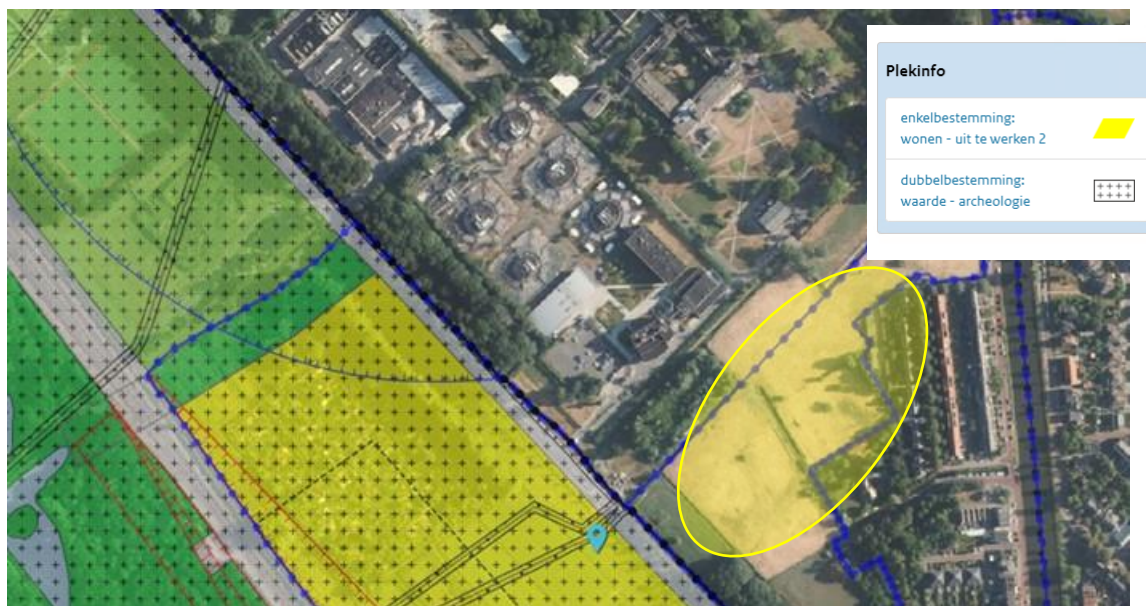 Plekinfo
enkelbestemming:
wonen - uit te werken 2
dubbelbestemming:
waarde - archeologie